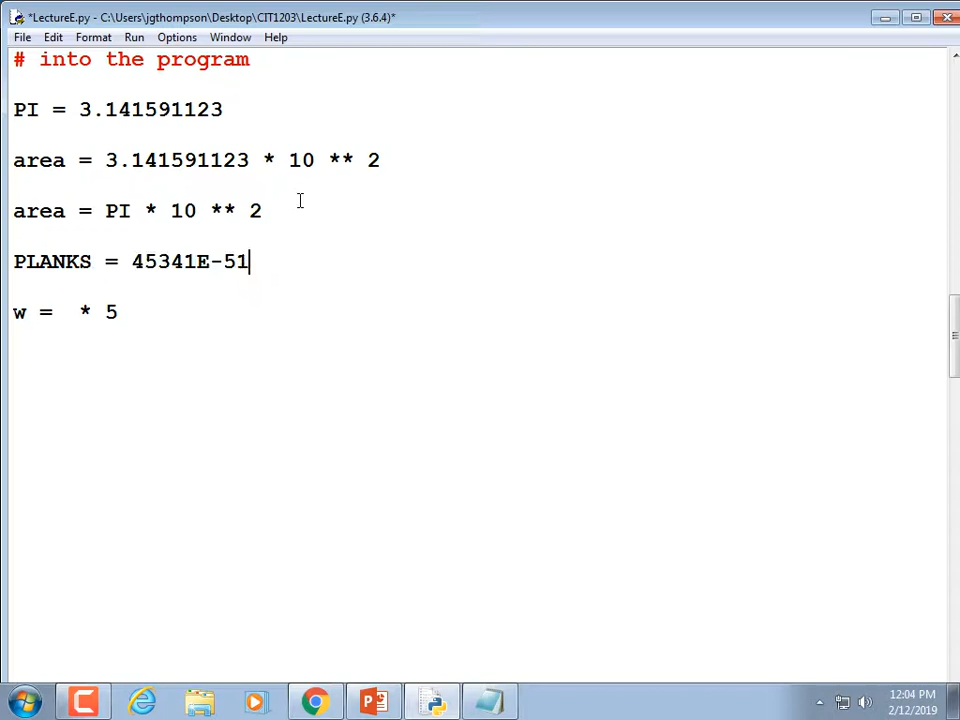 *LectureE.py - C:\Users\jgthompson\Desktop\CIT1203\LectureE.py (3.6.4)*
File Edit Format Run Options Window Help
# into the program
PI = 3.141591123
area = 3.141591123 * 10 ** 2
area = PI * 10 ** 2
PLANKS = 45341E-51
w =  * 5
12:04 PM
2/12/2019